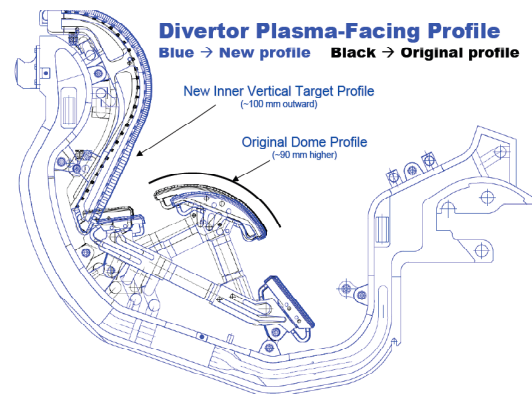 Divertor Plasma-Facing Profile
Blue → New profile Black → Original profile
New Inner Vertical Target Profile
(~100 mm outward)
Original Dome Profile
(~90 mm higher)